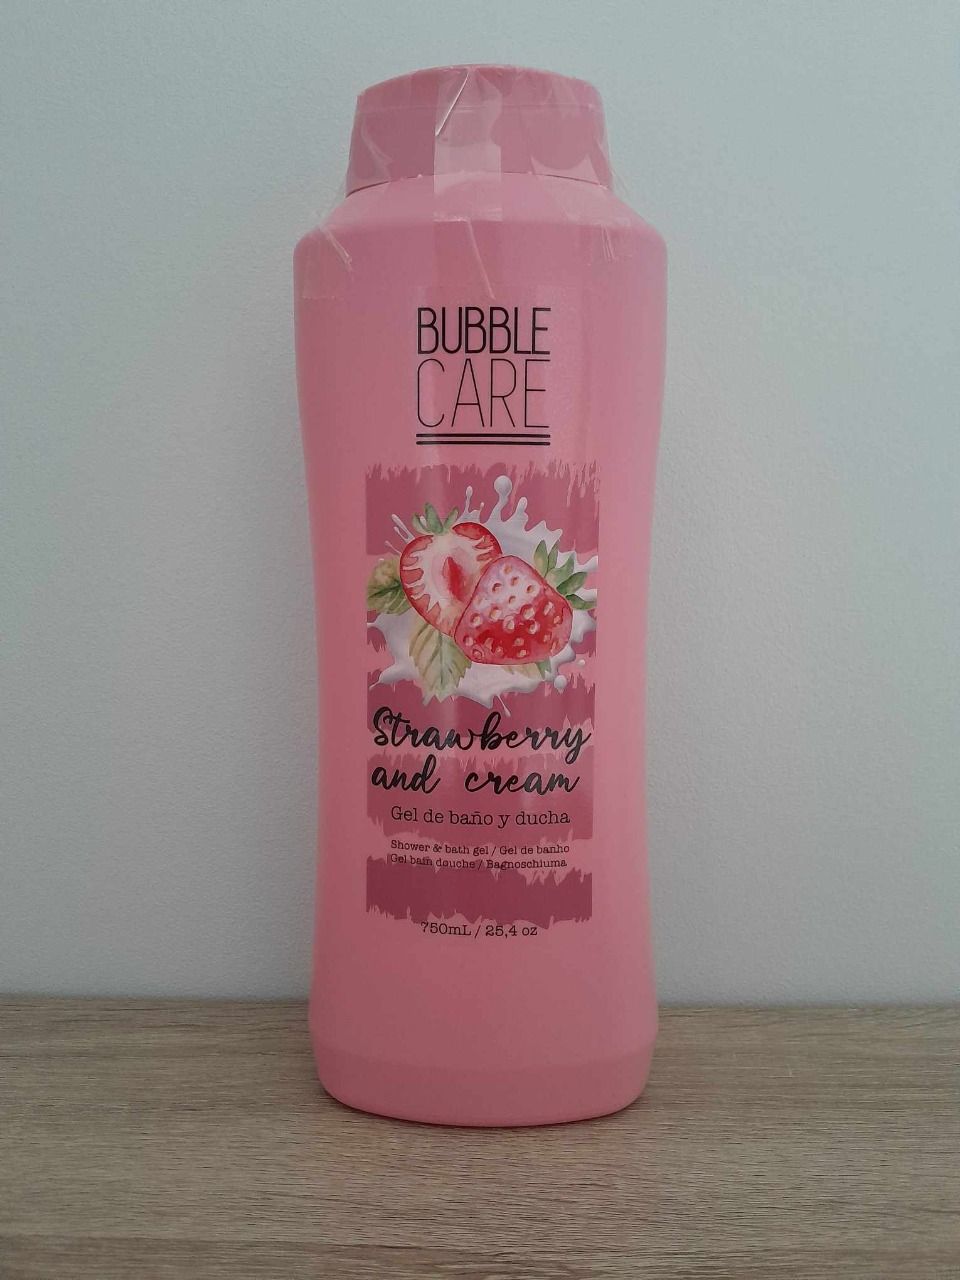 BUBBLE
CARE
Strawberry
and cream
Gel de baño y ducha
Shower & bath gel / Gel de banho
Gel bain douche / Bagnoschiuma
750mL / 25,4 oz